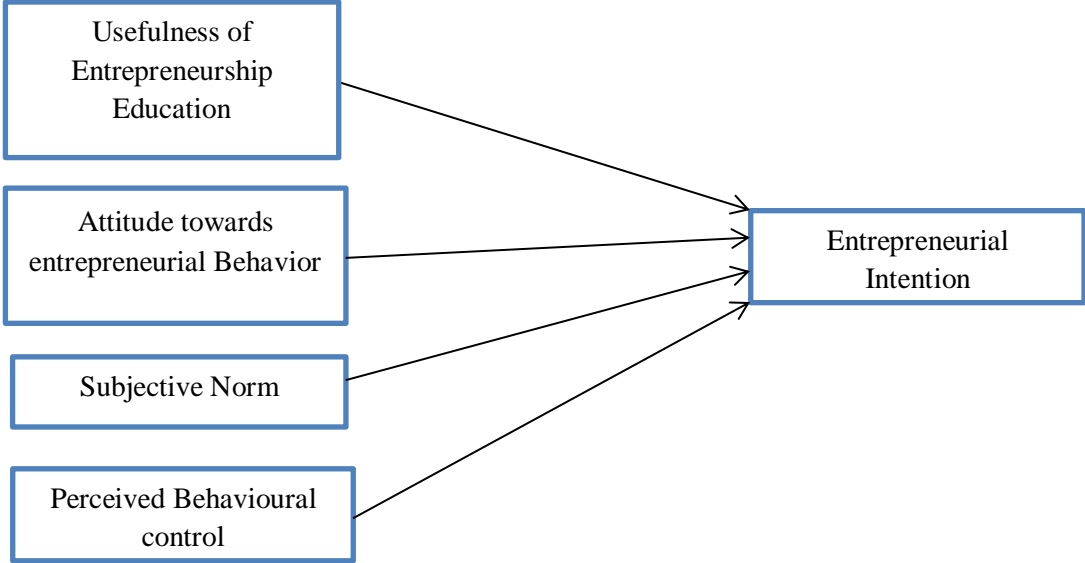 Usefulness of
Entrepreneurship
Education
Attitude towards
entrepreneurial Behavior
Entrepreneurial
Intention
Subjective Norm
Perceived Behavioural
control